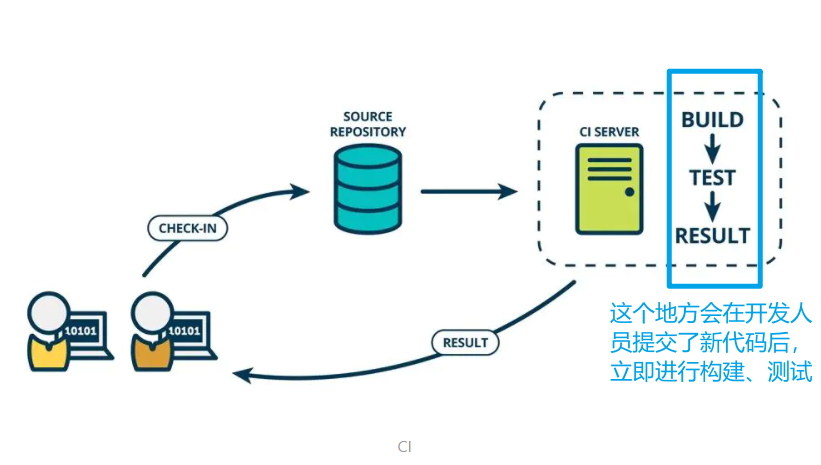 SOURCE
REPOSITORY
CI SERVER
BUILD
TEST
RESULT
CHECK-IN
10101
10101
RESULT
这个地方会在开发人
员提交了新代码后，
立即进行构建、测试
CI